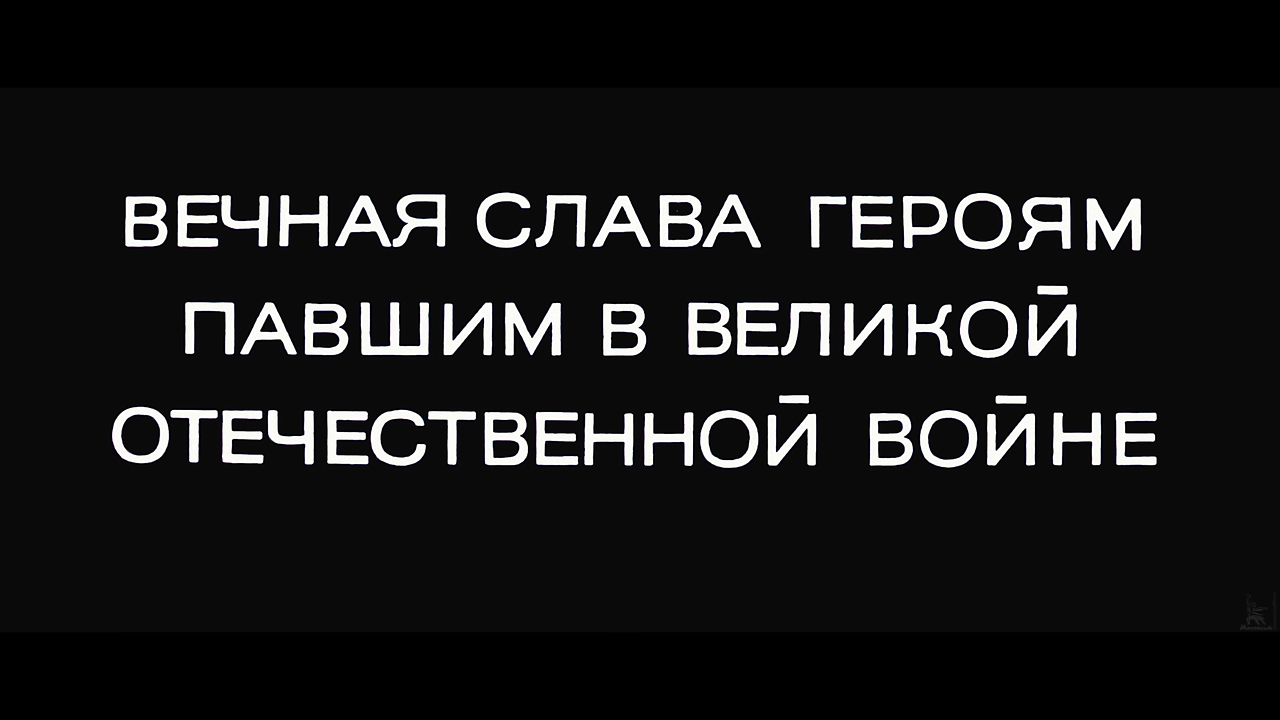 ВЕЧНАЯ СЛАВА ГЕРОЯМ
ПАВШИМ В ВЕЛИКОЙ
ОТЕЧЕСТВЕННОЙ ВОЙНЕ